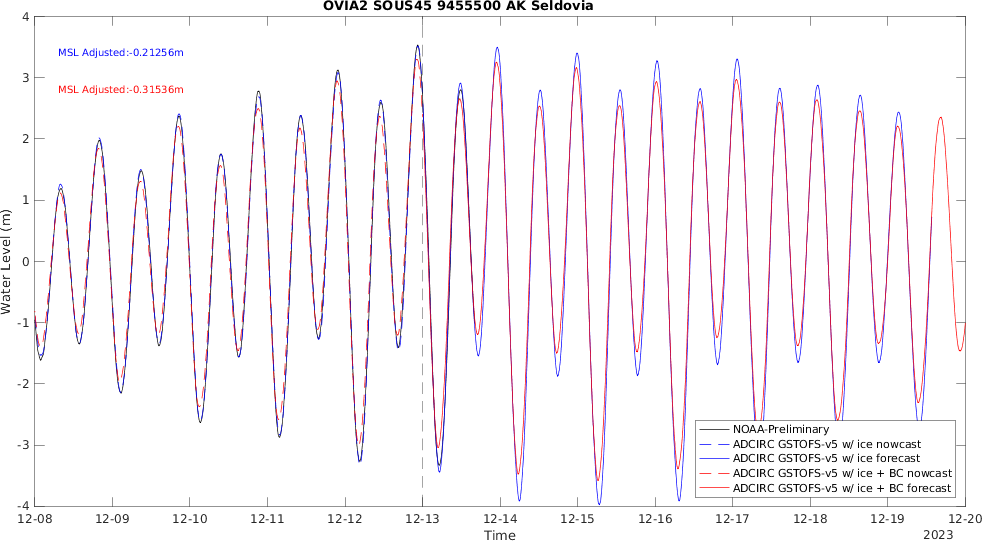 OVIA2 SOUS45 9455500 AK Seldovia
MSL Adjusted:-0.21256m
MSL Adjusted:-0.31536m
Water Level (m)
4
3
2
1
0
-1
-2
-3
-4
NOAA-Preliminary
ADCIRC GSTOFS-v5 w/ ice nowcast
ADCIRC GSTOFS-v5 w/ ice forecast
ADCIRC GSTOFS-v5 w/ ice + BC nowcast
ADCIRC GSTOFS-v5 w/ ice + BC forecast
12-08 12-09 12-10 12-11 12-12 12-13 12-14 12-15 12-16 12-17 12-18 12-19 12-20
Time
2023